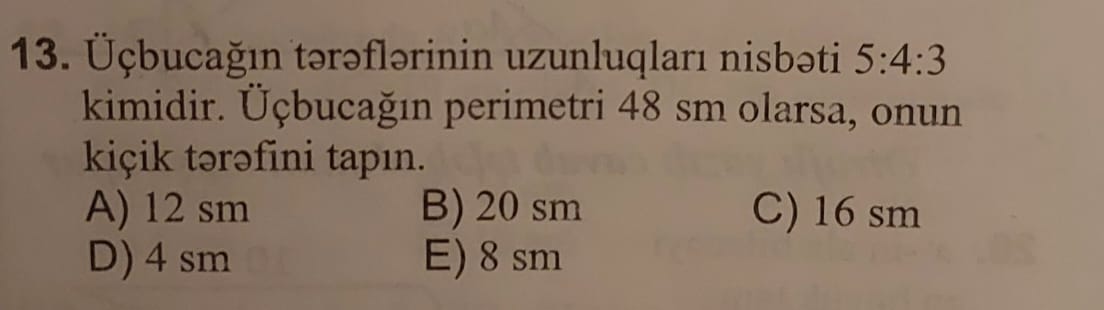 13. Üçbucağın tərəflərinin uzunluqları nisbəti 5:4:3
kimidir. Üçbucağın perimetri 48 sm olarsa, onun
kiçik tərəfini tapın.
A) 12 sm B) 20 sm C) 16 sm
D) 4 sm E) 8 sm